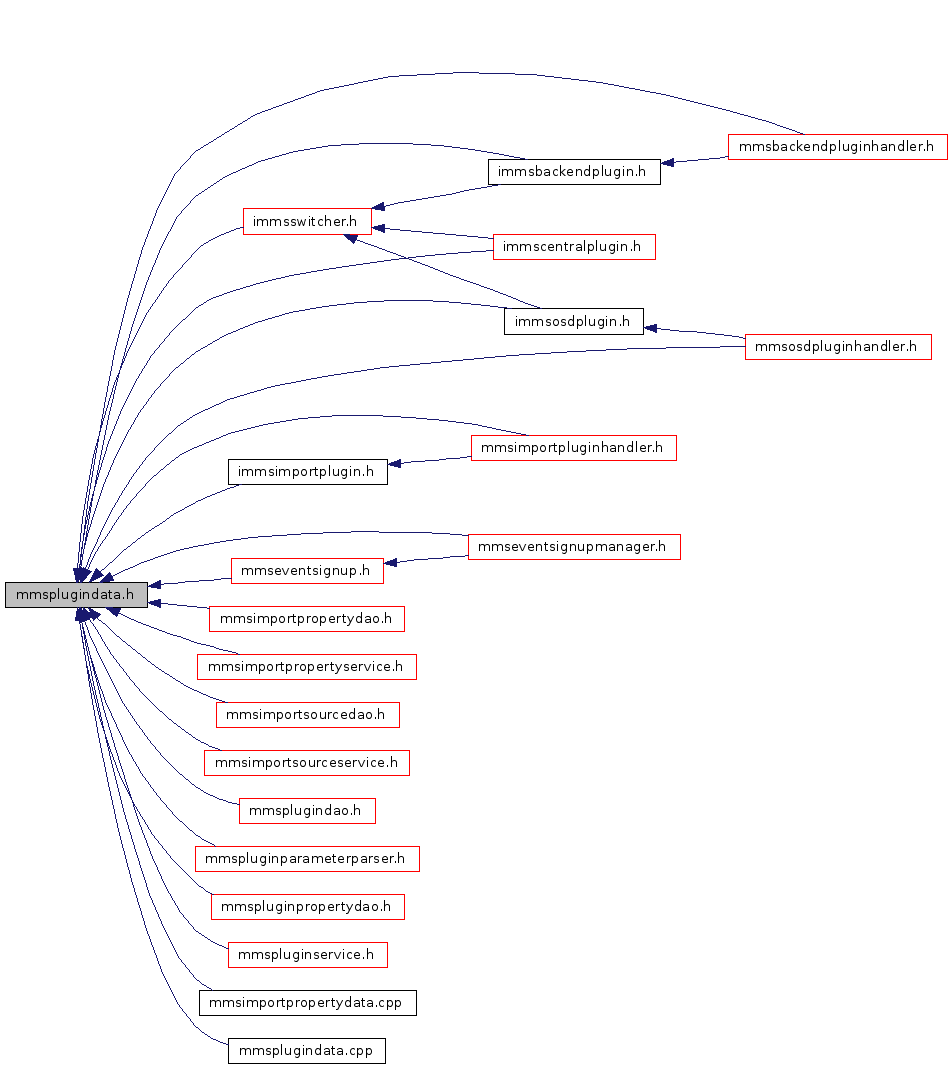 mmsbackendpluginhandler.h
immsbackendplugin.h
immsswitcher.h
immscentralplugin.h
immsosdplugin.h
mmsosdpluginhandler.h
mmsimportpluginhandler.h
immsimportplugin.h
mmseventsignupmanager.h
mmseventsignup.h
mmsplugindata.h
mmsimportpropertydao.h
mmsimportpropertyservice.h
mmsimportsourcedao.h
mmsimportsourceservice.h
mmsplugindao.h
mmspluginparameterparser.h
mmspluginpropertydao.h
mmspluginservice.h
mmsimportpropertydata.cpp
mmsplugindata.cpp